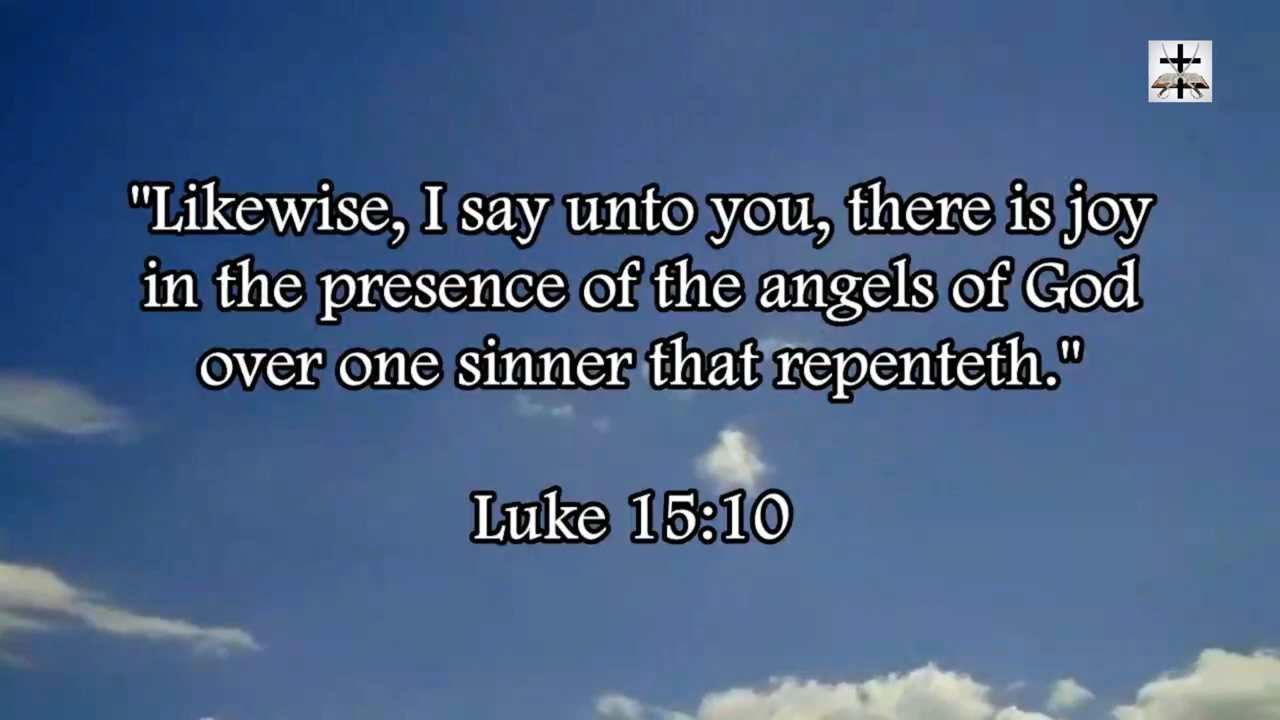 "Likewise, I say unto you, there is joy
in the presence of the angels of God
over one sinner that repenteth."
Luke 15:10